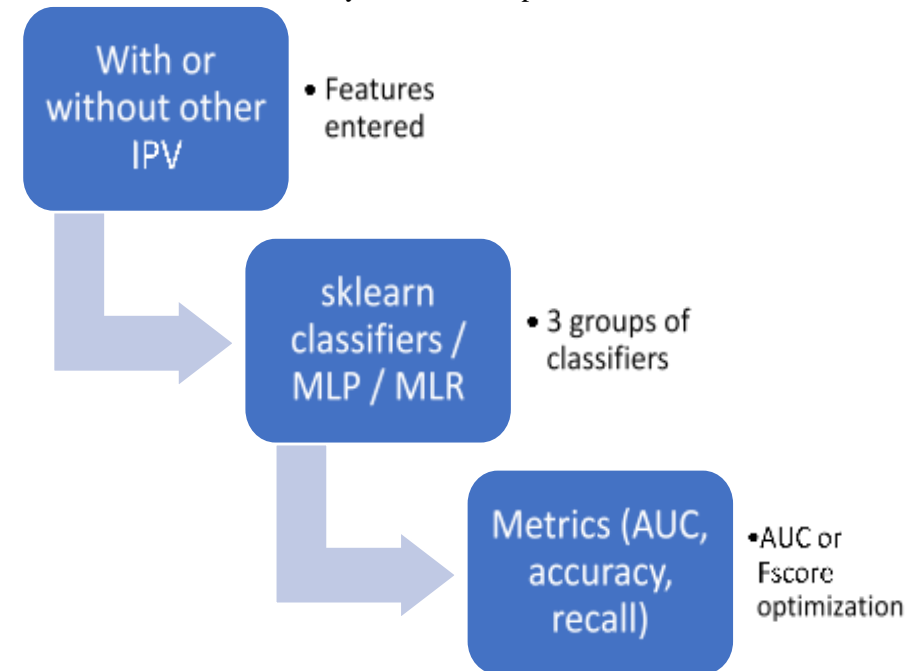 With or
without other
IPV
• Features
entered
sklearn
classifiers /
MLP / MLR
• 3 groups of
classifiers
Metrics (AUC,
accuracy,
recall)
•AUC or
Fscore
optimization